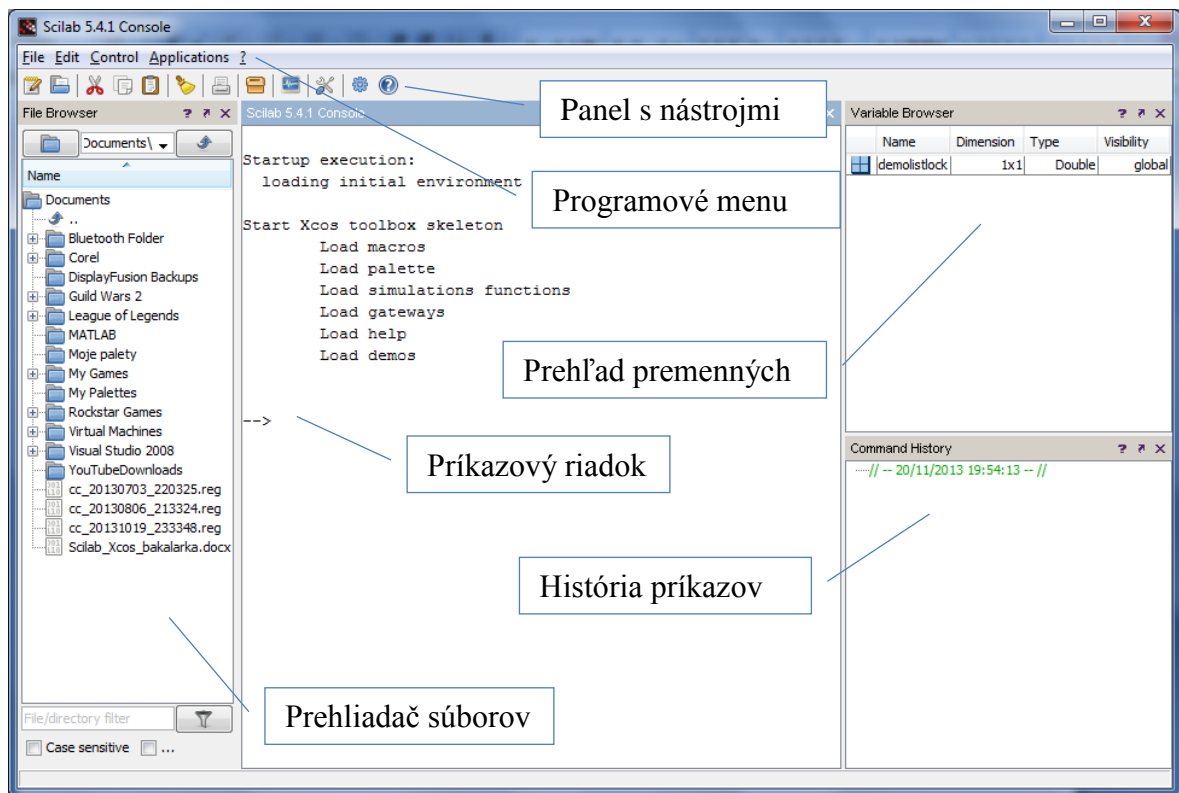 Scilab 5.4.1 Console
File Edit Control Applications ?
File Browser
Documents\
Name
Documents
..
Bluetooth Folder
Corel
DisplayFusion Backups
Guild Wars 2
League of Legends
MATLAB
Moje palety
My Games
My Palettes
Rockstar Games
Virtual Machines
Visual Studio 2008
YouTubeDownloads
cc_20130703_220325.reg
cc_20130806_213324.reg
cc_20131019_233348.reg
Scilab_Xcos_bakalarka.docx
File/directory filter
Case sensitive ...
Scilab 5.4.1 Console
Startup execution:
loading initial environment
Start Xcos toolbox skeleton
Load macros
Load palette
Load simulations functions
Load gateways
Load help
Load demos
-->
Panel s nástrojmi
Programové menu
Prehľad premenných
Príkazový riadok
História príkazov
Prehliadač súborov
Variable Browser
Name Dimension Type Visibility
demolistlock 1x1 Double global
Command History
// -- 20/11/2013 19:54:13 -- //